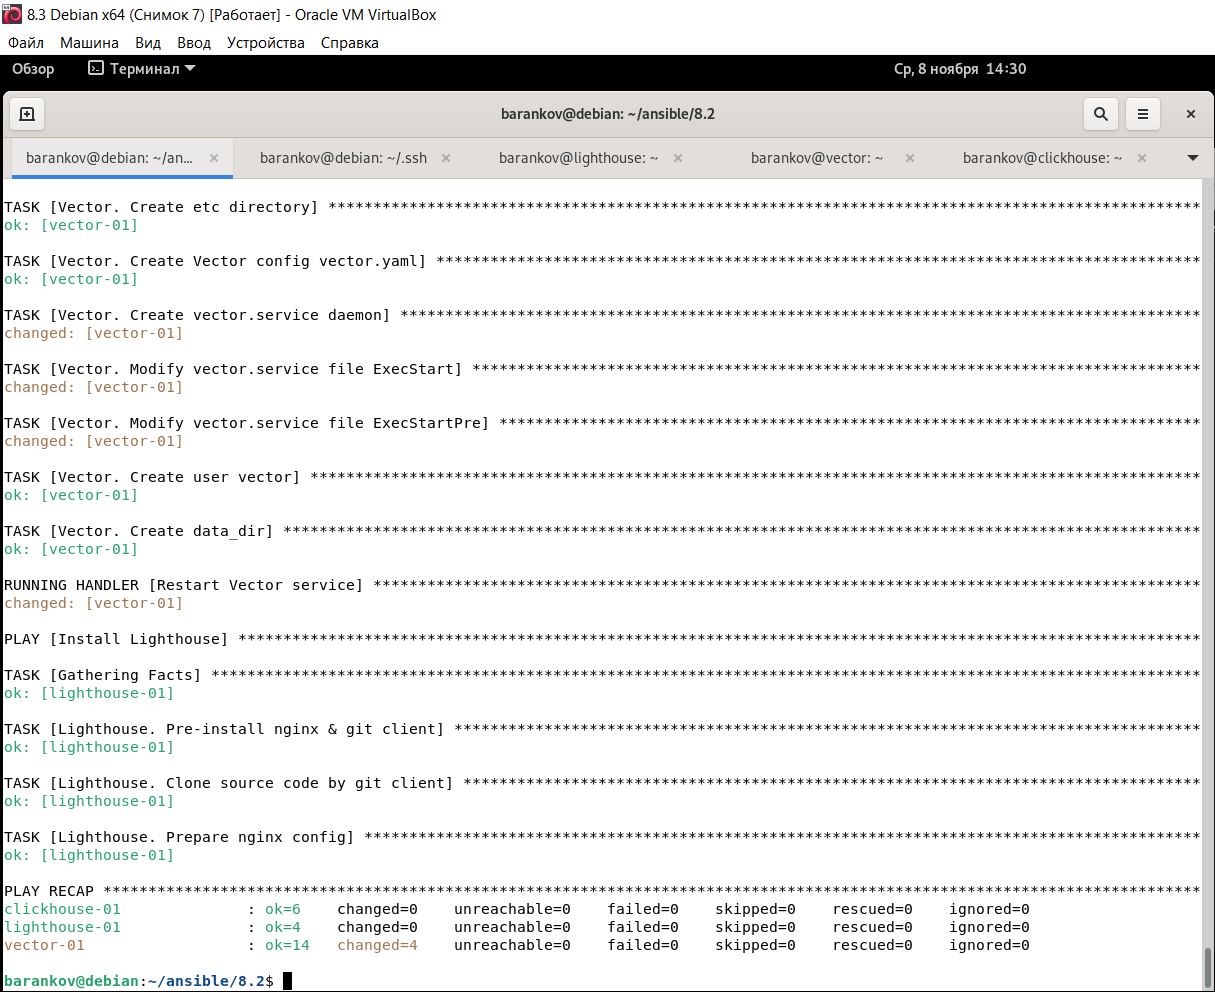 8.3 Debian x64 (Снимок 7) [Работает] - Oracle VM VirtualBox
Файл Машина Вид Ввод Устройства Справка
Обзор Терминал Ср, 8 ноября 14:30
barankov@debian: ~/ansible/8.2
barankov@debian: ~/an... × barankov@debian: ~/.ssh × barankov@lighthouse: ~ × barankov@vector: ~ × barankov@clickhouse: ~ ×
TASK [Vector. Create etc directory] *************************************************************************************************
ok: [vector-01]
TASK [Vector. Create Vector config vector.yaml] *************************************************************************************
ok: [vector-01]
TASK [Vector. Create vector.service daemon] *****************************************************************************************
changed: [vector-01]
TASK [Vector. Modify vector.service file ExecStart] *********************************************************************************
changed: [vector-01]
TASK [Vector. Modify vector.service file ExecStartPre] ******************************************************************************
changed: [vector-01]
TASK [Vector. Create user vector] ***************************************************************************************************
ok: [vector-01]
TASK [Vector. Create data_dir] ******************************************************************************************************
ok: [vector-01]
RUNNING HANDLER [Restart Vector service] ********************************************************************************************
changed: [vector-01]
PLAY [Install Lighthouse] ***********************************************************************************************************
TASK [Gathering Facts] **************************************************************************************************************
ok: [lighthouse-01]
TASK [Lighthouse. Pre-install nginx & git client] ***********************************************************************************
ok: [lighthouse-01]
TASK [Lighthouse. Clone source code by git client] **********************************************************************************
ok: [lighthouse-01]
TASK [Lighthouse. Prepare nginx config] *********************************************************************************************
ok: [lighthouse-01]
PLAY RECAP **************************************************************************************************************************
clickhouse-01 : ok=6 changed=0 unreachable=0 failed=0 skipped=0 rescued=0 ignored=0
lighthouse-01 : ok=4 changed=0 unreachable=0 failed=0 skipped=0 rescued=0 ignored=0
vector-01 : ok=14 changed=4 unreachable=0 failed=0 skipped=0 rescued=0 ignored=0
barankov@debian:~/ansible/8.2$